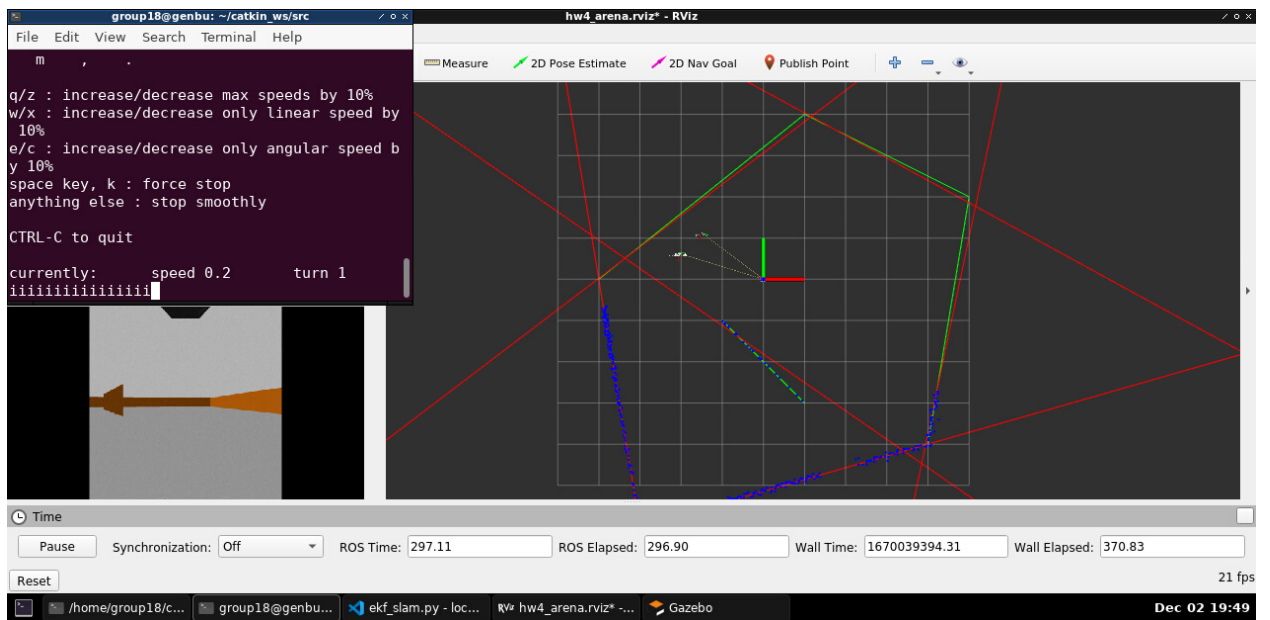 group18@genbu: ~/catkin_ws/src
hw4_arena.rviz* - RViz
File Edit View Search Terminal Help
m , .
q/z : increase/decrease max speeds by 10%
w/x : increase/decrease only linear speed by
10%
e/c : increase/decrease only angular speed b
y 10%
space key, k : force stop
anything else : stop smoothly
CTRL-C to quit
currently: speed 0.2 turn 1
iiiiiiiiiiiiiiii
Measure 2D Pose Estimate 2D Nav Goal Publish Point
Time
Pause Synchronization: Off ROS Time: 297.11 ROS Elapsed: 296.90 Wall Time: 1670039394.31 Wall Elapsed: 370.83
Reset 21 fps
/home/group18/c... group18@genbu... ekf_slam.py - loc... RViz hw4_arena.rviz* -... Gazebo Dec 02 19:49